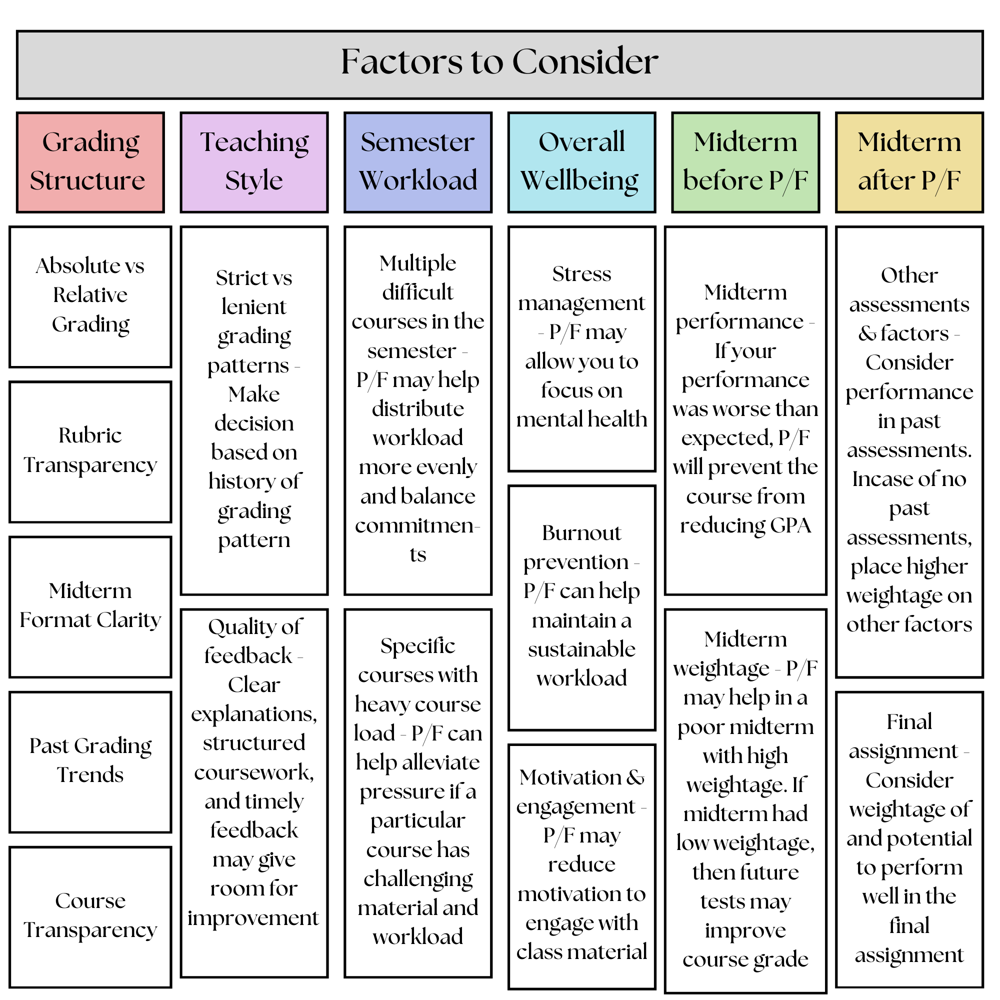 Factors to Consider
Grading
Structure
Absolute vs
Relative
Grading
Rubric
Transparency
Midterm
Format Clarity
Past Grading
Trends
Course
Transparency
Teaching
Style
Strict vs
lenient
grading
patterns -
Make
decision
based on
history of
grading
pattern
Quality of
feedback -
Clear
explanations,
structured
coursework,
and timely
feedback
may give
room for
improvement
Semester
Workload
Multiple
difficult
courses in the
semester -
P/F may help
distribute
workload
more evenly
and balance
commitmen-
ts
Specific
courses with
heavy course
load - P/F can
help alleviate
pressure if a
particular
course has
challenging
material and
workload
Overall
Wellbeing
Stress
management
- P/F may
allow you to
focus on
mental health
Burnout
prevention -
P/F can help
maintain a
sustainable
workload
Motivation &
engagement -
P/F may
reduce
motivation to
engage with
class material
Midterm
before P/F
Midterm
performance -
If your
performance
was worse than
expected, P/F
will prevent the
course from
reducing GPA
Midterm
weightage - P/F
may help in a
poor midterm
with high
weightage. If
midterm had
low weightage,
then future
tests may
improve
course grade
Midterm
after P/F
Other
assessments
& factors -
Consider
performance
in past
assessments.
Incase of no
past
assessments,
place higher
weightage on
other factors
Final
assignment -
Consider
weightage of
and potential
to perform
well in the
final
assignment